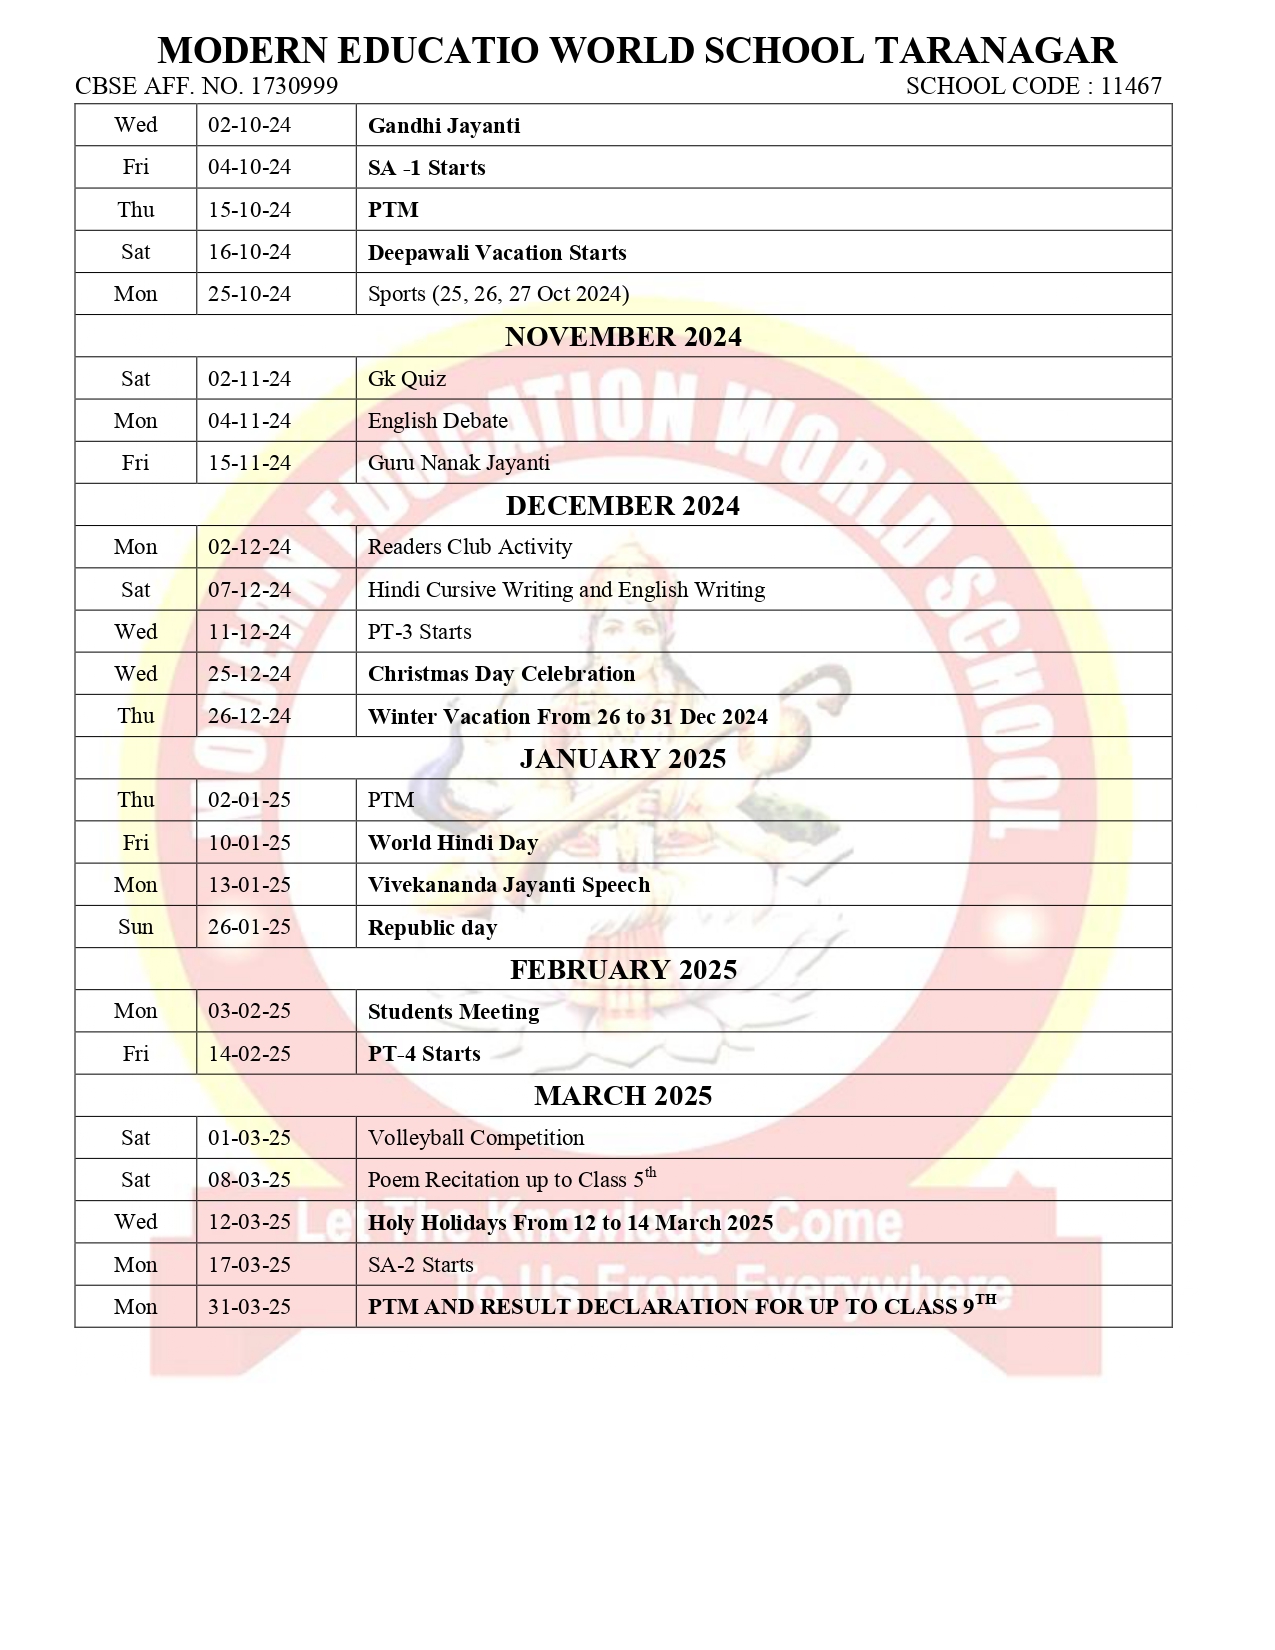 MODERN EDUCATIO WORLD SCHOOL TARANAGAR
CBSE AFF. NO. 1730999 SCHOOL CODE : 11467
Wed 02-10-24 Gandhi Jayanti
Fri 04-10-24 SA -1 Starts
Thu 15-10-24 PTM
Sat 16-10-24 Deepawali Vacation Starts
Mon 25-10-24 Sports (25, 26, 27 Oct 2024)
NOVEMBER 2024
Sat 02-11-24 Gk Quiz
Mon 04-11-24 English Debate
Fri 15-11-24 Guru Nanak Jayanti
DECEMBER 2024
Mon 02-12-24 Readers Club Activity
Sat 07-12-24 Hindi Cursive Writing and English Writing
Wed 11-12-24 PT-3 Starts
Wed 25-12-24 Christmas Day Celebration
Thu 26-12-24 Winter Vacation From 26 to 31 Dec 2024
JANUARY 2025
Thu 02-01-25 PTM
Fri 10-01-25 World Hindi Day
Mon 13-01-25 Vivekananda Jayanti Speech
Sun 26-01-25 Republic day
FEBRUARY 2025
Mon 03-02-25 Students Meeting
Fri 14-02-25 PT-4 Starts
MARCH 2025
Sat 01-03-25 Volleyball Competition
Sat 08-03-25 Poem Recitation up to Class 5th
Wed 12-03-25 Holy Holidays From 12 to 14 March 2025
Mon 17-03-25 SA-2 Starts
Mon 31-03-25 PTM AND RESULT DECLARATION FOR UP TO CLASS 9TH
MODERN EDUCATION WORLD SCHOOL
Let The Knowledge Come
To Us From Everywhere